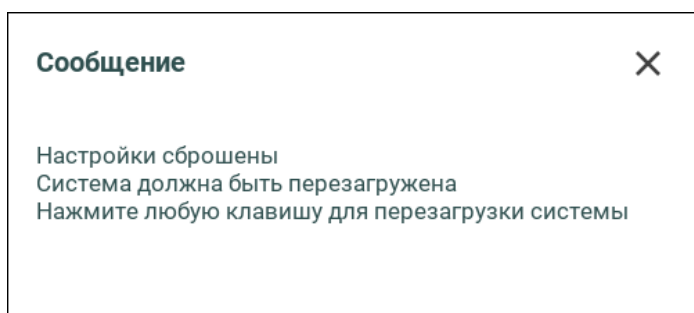 Сообщение
Настройки сброшены
Система должна быть перезагружена
Нажмите любую клавишу для перезагрузки системы